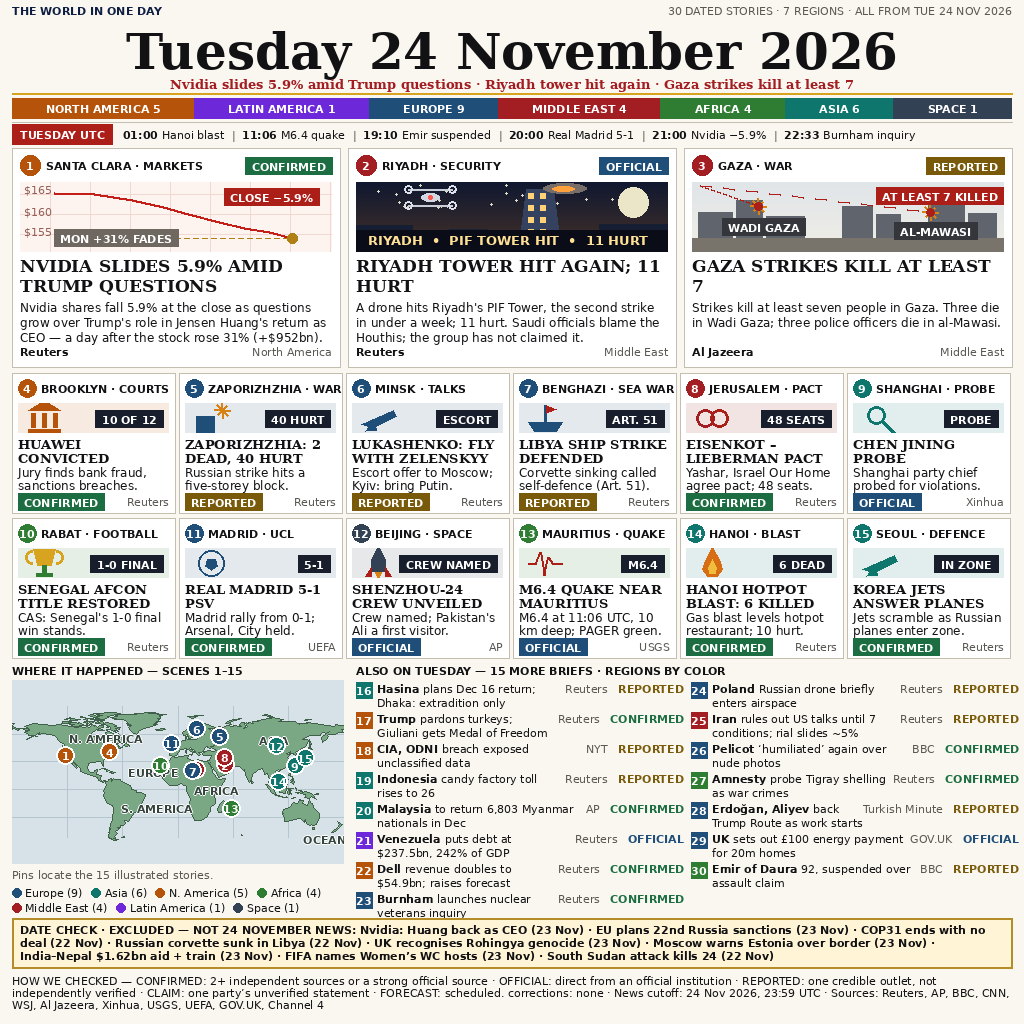 THE WORLD IN ONE DAY
30 DATED STORIES · 7 REGIONS · ALL FROM TUE 24 NOV 2026
Tuesday 24 November 2026
Nvidia slides 5.9% amid Trump questions · Riyadh tower hit again · Gaza strikes kill at least 7
NORTH AMERICA 5
LATIN AMERICA 1
EUROPE 9
MIDDLE EAST 4
AFRICA 4
ASIA 6
SPACE 1
TUESDAY UTC
01:00 Hanoi blast | 11:06 M6.4 quake | 19:10 Emir suspended | 20:00 Real Madrid 5-1 | 21:00 Nvidia −5.9% | 22:33 Burnham inquiry
1 SANTA CLARA · MARKETS
CONFIRMED
$165
$160
$155
CLOSE −5.9%
MON +31% FADES
NVIDIA SLIDES 5.9% AMID
TRUMP QUESTIONS
Nvidia shares fall 5.9% at the close as questions
grow over Trump's role in Jensen Huang's return as
CEO — a day after the stock rose 31% (+$952bn).
Reuters
North America
2 RIYADH · SECURITY
OFFICIAL
RIYADH • PIF TOWER HIT • 11 HURT
RIYADH TOWER HIT AGAIN; 11
HURT
A drone hits Riyadh's PIF Tower, the second strike
in under a week; 11 hurt. Saudi officials blame the
Houthis; the group has not claimed it.
Reuters
Middle East
3 GAZA · WAR
REPORTED
AT LEAST 7 KILLED
WADI GAZA
AL-MAWASI
GAZA STRIKES KILL AT LEAST
7
Strikes kill at least seven people in Gaza. Three die
in Wadi Gaza; three police officers die in al-Mawasi.
Al Jazeera
Middle East
4 BROOKLYN · COURTS
10 OF 12
HUAWEI
CONVICTED
Jury finds bank fraud,
sanctions breaches.
CONFIRMED
Reuters
5 ZAPORIZHZHIA · WAR
40 HURT
ZAPORIZHZHIA: 2
DEAD, 40 HURT
Russian strike hits a
five-storey block.
REPORTED
Reuters
6 MINSK · TALKS
ESCORT
LUKASHENKO: FLY
WITH ZELENSKYY
Escort offer to Moscow;
Kyiv: bring Putin.
REPORTED
Reuters
7 BENGHAZI · SEA WAR
ART. 51
LIBYA SHIP STRIKE
DEFENDED
Corvette sinking called
self-defence (Art. 51).
REPORTED
Reuters
8 JERUSALEM · PACT
48 SEATS
EISENKOT –
LIEBERMAN PACT
Yashar, Israel Our Home
agree pact; 48 seats.
CONFIRMED
Reuters
9 SHANGHAI · PROBE
PROBE
CHEN JINING
PROBE
Shanghai party chief
probed for violations.
OFFICIAL
Xinhua
10 RABAT · FOOTBALL
1-0 FINAL
SENEGAL AFCON
TITLE RESTORED
CAS: Senegal's 1-0 final
win stands.
CONFIRMED
Reuters
11 MADRID · UCL
5-1
REAL MADRID 5-1
PSV
Madrid rally from 0-1;
Arsenal, City held.
CONFIRMED
UEFA
12 BEIJING · SPACE
CREW NAMED
SHENZHOU-24
CREW UNVEILED
Crew named; Pakistan's
Ali a first visitor.
OFFICIAL
AP
13 MAURITIUS · QUAKE
M6.4
M6.4 QUAKE NEAR
MAURITIUS
M6.4 at 11:06 UTC, 10
km deep; PAGER green.
OFFICIAL
USGS
14 HANOI · BLAST
6 DEAD
HANOI HOTPOT
BLAST: 6 KILLED
Gas blast levels hotpot
restaurant; 10 hurt.
CONFIRMED
Reuters
15 SEOUL · DEFENCE
IN ZONE
KOREA JETS
ANSWER PLANES
Jets scramble as Russian
planes enter zone.
CONFIRMED
Reuters
WHERE IT HAPPENED — SCENES 1–15
N. AMERICA
EUROPE
AFRICA
S. AMERICA
OCEAN
1
4
6
5
11
10
7
8
12
15
9
14
13
Pins locate the 15 illustrated stories.
Europe (9) Asia (6) N. America (5) Africa (4)
Middle East (4) Latin America (1) Space (1)
ALSO ON TUESDAY — 15 MORE BRIEFS · REGIONS BY COLOR
16 Hasina plans Dec 16 return; Reuters REPORTED
Dhaka: extradition only
17 Trump pardons turkeys; Reuters CONFIRMED
Giuliani gets Medal of Freedom
18 CIA, ODNI breach exposed NYT REPORTED
unclassified data
19 Indonesia candy factory toll Reuters REPORTED
rises to 26
20 Malaysia to return 6,803 Myanmar AP CONFIRMED
nationals in Dec
21 Venezuela puts debt at Reuters OFFICIAL
$237.5bn, 242% of GDP
22 Dell revenue doubles to Reuters CONFIRMED
$54.9bn; raises forecast
23 Burnham launches nuclear Reuters CONFIRMED
veterans inquiry
24 Poland Russian drone briefly Reuters REPORTED
enters airspace
25 Iran rules out US talks until 7 Reuters REPORTED
conditions; rial slides ~5%
26 Pelicot ‘humiliated’ again over BBC CONFIRMED
nude photos
27 Amnesty probe Tigray shelling Reuters CONFIRMED
as war crimes
28 Erdoğan, Aliyev back Turkish Minute REPORTED
Trump Route as work starts
29 UK sets out £100 energy payment GOV.UK OFFICIAL
for 20m homes
30 Emir of Daura 92, suspended over BBC REPORTED
assault claim
DATE CHECK · EXCLUDED — NOT 24 NOVEMBER NEWS: Nvidia: Huang back as CEO (23 Nov) · EU plans 22nd Russia sanctions (23 Nov) · COP31 ends with no
deal (22 Nov) · Russian corvette sunk in Libya (22 Nov) · UK recognises Rohingya genocide (23 Nov) · Moscow warns Estonia over border (23 Nov) ·
India–Nepal $1.62bn aid + train (23 Nov) · FIFA names Women’s WC hosts (23 Nov) · South Sudan attack kills 24 (22 Nov)
HOW WE CHECKED — CONFIRMED: 2+ independent sources or a strong official source · OFFICIAL: direct from an official institution · REPORTED: one credible outlet, not
independently verified · CLAIM: one party’s unverified statement · FORECAST: scheduled. corrections: none · News cutoff: 24 Nov 2026, 23:59 UTC · Sources: Reuters, AP, BBC, CNN,
WSJ, Al Jazeera, Xinhua, USGS, UEFA, GOV.UK, Channel 4